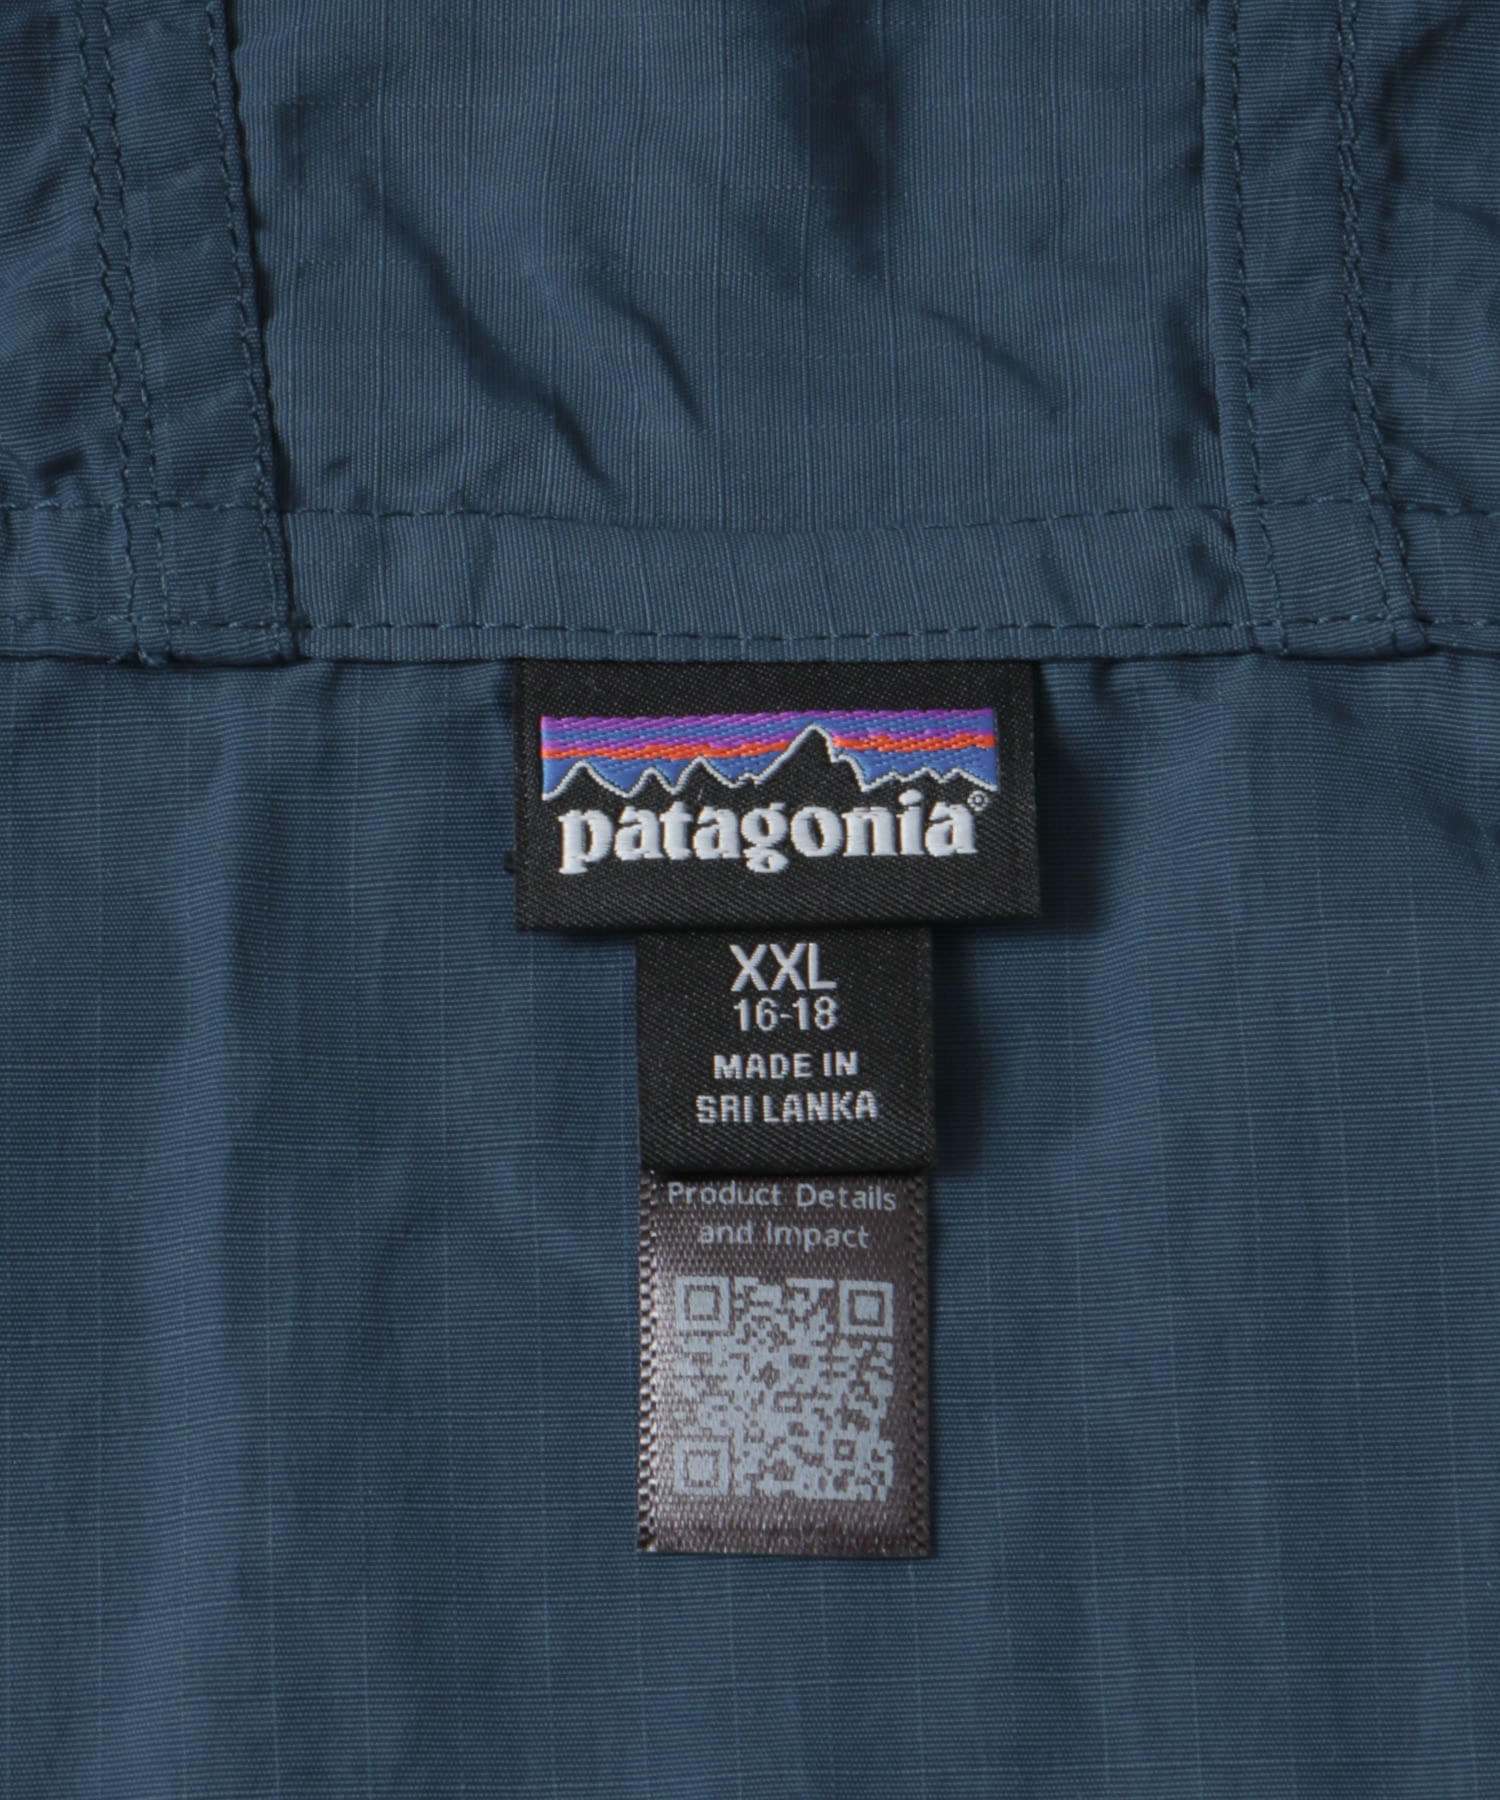 patagonia®
XXL
16-18
MADE IN
SRI LANKA
Product Details
and Impact